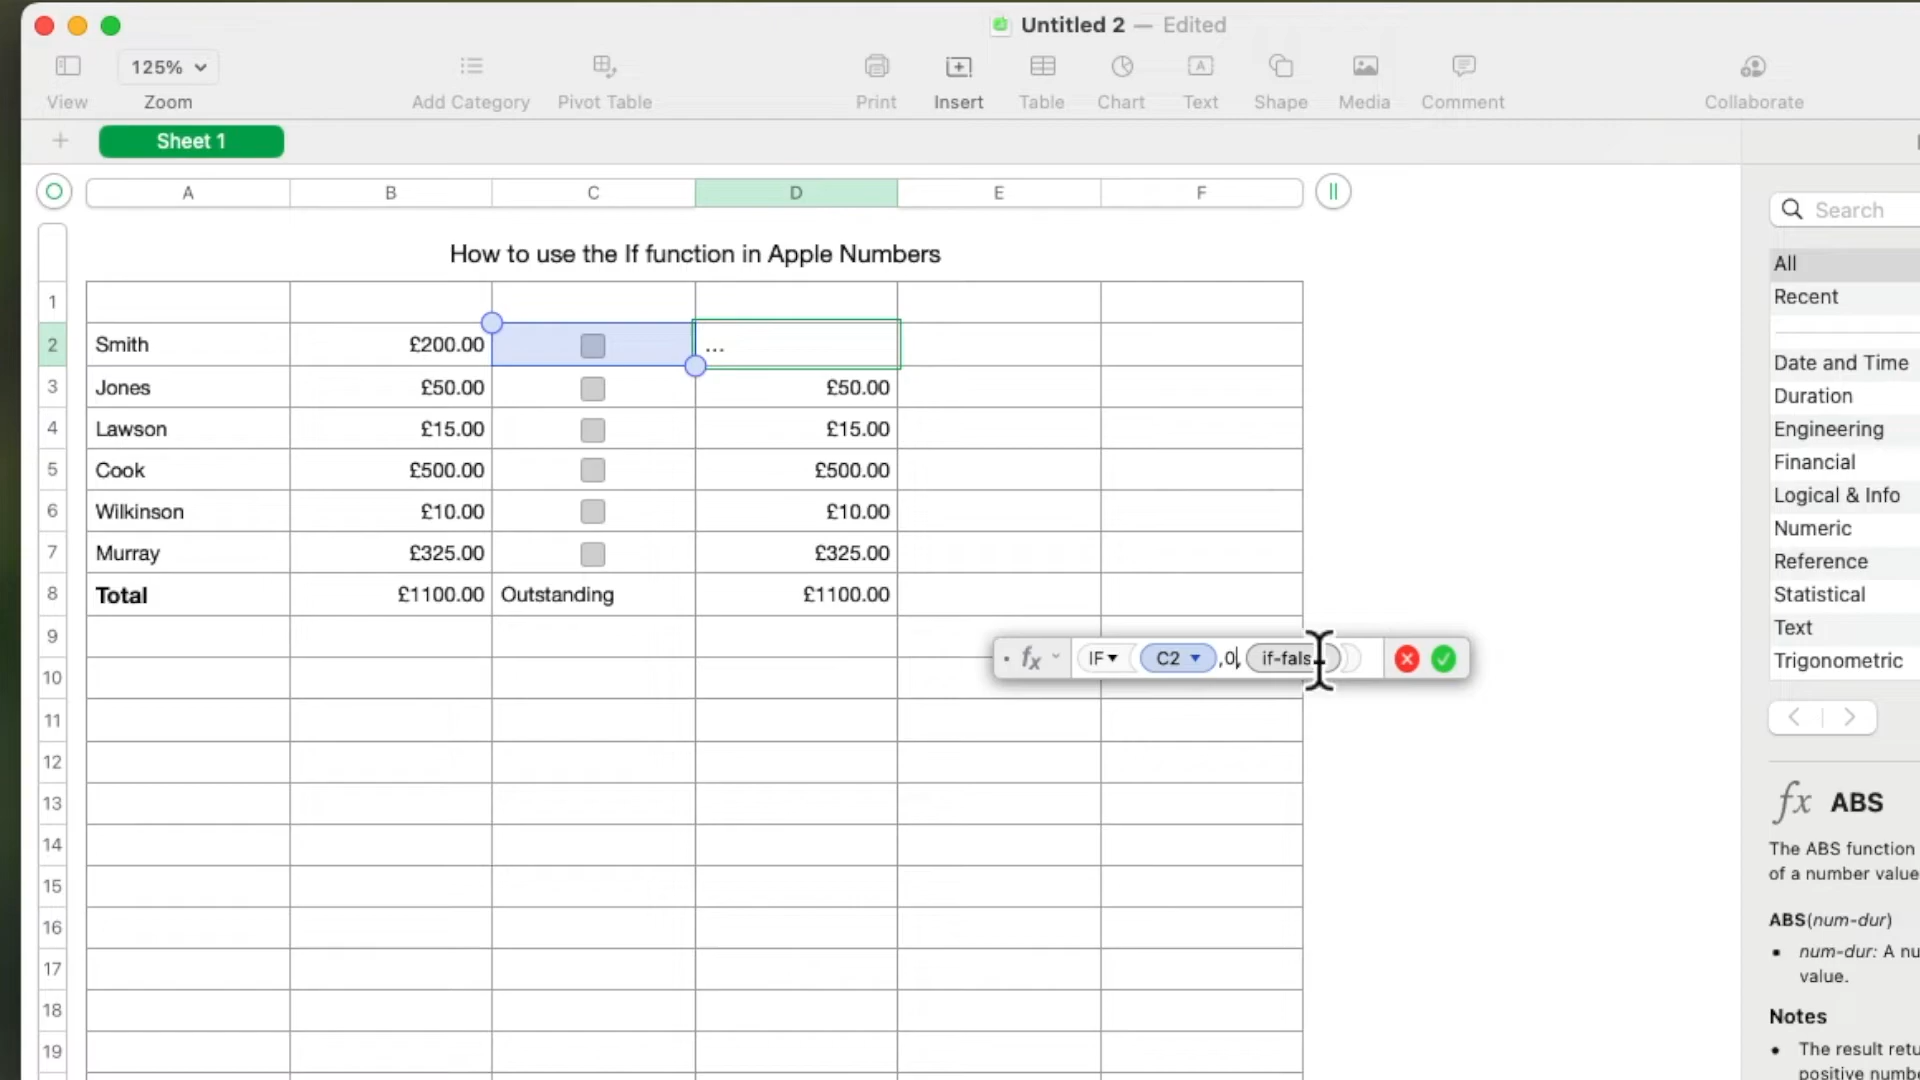 Untitled 2 — Edited
125%
View Zoom Add Category Pivot Table Print Insert Table Chart Text Shape Media Comment Collaborate
+ Sheet 1
A B C D E F
Search
How to use the If function in Apple Numbers
All
Recent
1
2 Smith £200.00 ...
3 Jones £50.00 £50.00
4 Lawson £15.00 £15.00
5 Cook £500.00 £500.00
6 Wilkinson £10.00 £10.00
7 Murray £325.00 £325.00
8 Total £1100.00 Outstanding £1100.00
9
10
11
12
13
14
15
16
17
18
19
fx IF C2 ,0, if-fals
Date and Time
Duration
Engineering
Financial
Logical & Info
Numeric
Reference
Statistical
Text
Trigonometric
fx ABS
The ABS function
of a number value
ABS(num-dur)
▪ num-dur: A nu
value.
Notes
• The result retu
positive numbe